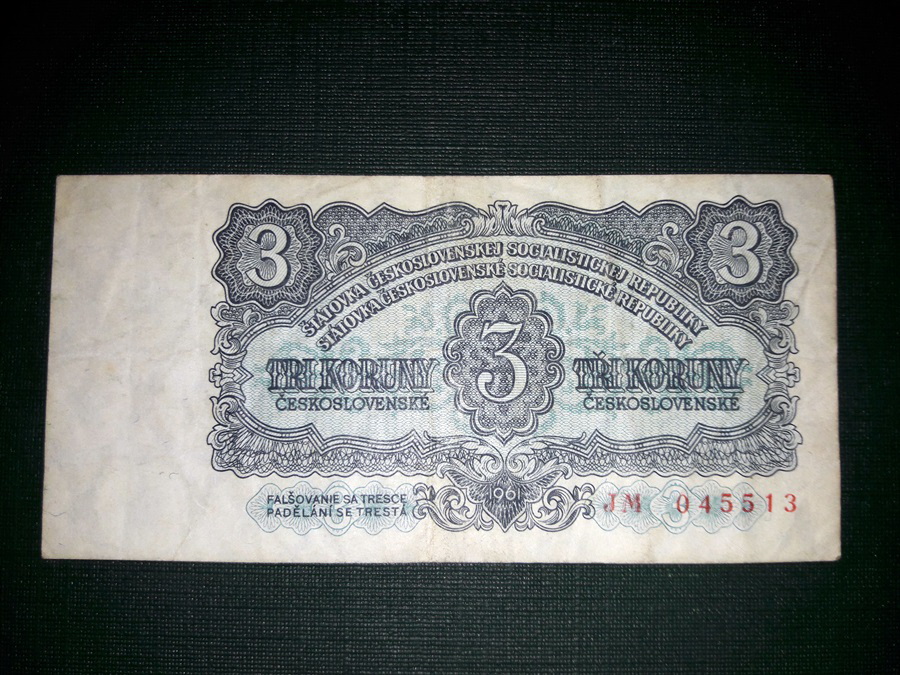 3
3
ŠTÁTOVKA ČESKOSLOVENSKEJ SOCIALISTICKEJ REPUBLIKY
STÁTOVKA ČESKOSLOVENSKÉ SOCIALISTICKÉ REPUBLIKY
3
TRI KORUNY
ČESKOSLOVENSKÉ
TŘI KORUNY
ČESKOSLOVENSKÉ
FALŠOVANIE SA TRESCE
PADĚLÁNÍ SE TRESTÁ
1961
JM 045513